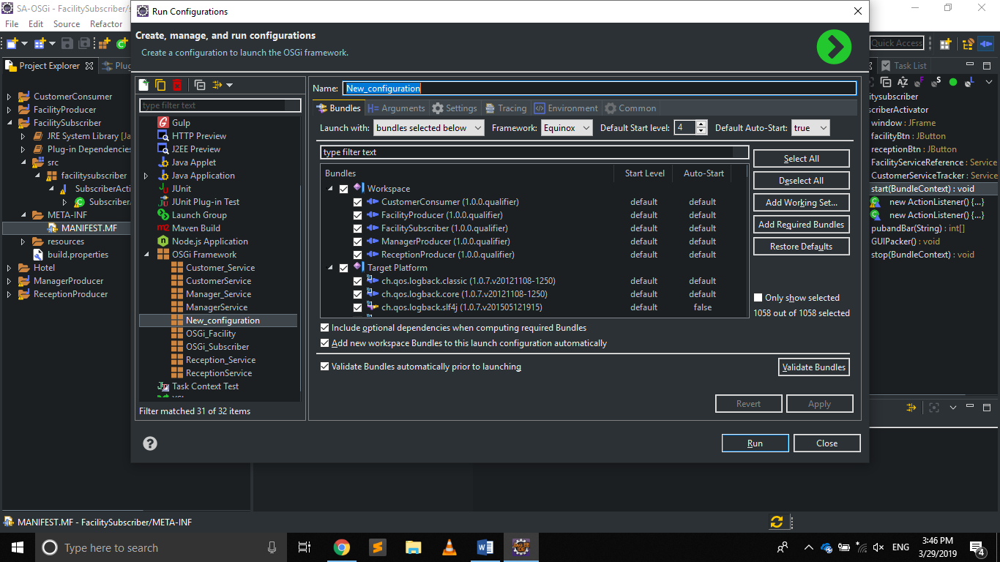 SA-OSGi - FacilitySubscriber/s
File Edit Source Refactor
Quick Access
Project Explorer
Plug
CustomerConsumer
FacilityProducer
FacilitySubscriber
JRE System Library [Ja
Plug-in Dependencies
src
facilitysubscriber
SubscriberActi
Subscriber
META-INF
MANIFEST.MF
resources
build.properties
Hotel
ManagerProducer
ReceptionProducer
Run Configurations
Create, manage, and run configurations
Create a configuration to launch the OSGi framework.
type filter text
Gulp
HTTP Preview
J2EE Preview
Java Applet
Java Application
JUnit
JUnit Plug-in Test
Launch Group
m2 Maven Build
Node.js Application
OSGi Framework
Customer_Service
CustomerService
Manager_Service
ManagerService
New_configuration
OSGi_Facility
OSGi_Subscriber
Reception_Service
ReceptionService
Task Context Test
Filter matched 31 of 32 items
Name: New_configuration
Bundles Arguments Settings Tracing Environment Common
Launch with: bundles selected below Framework: Equinox Default Start level: 4 Default Auto-Start: true
type filter text
Bundles Start Level Auto-Start
Workspace
CustomerConsumer (1.0.0.qualifier) default default
FacilityProducer (1.0.0.qualifier) default default
FacilitySubscriber (1.0.0.qualifier) default default
ManagerProducer (1.0.0.qualifier) default default
ReceptionProducer (1.0.0.qualifier) default default
Target Platform
ch.qos.logback.classic (1.0.7.v20121108-1250) default default
ch.qos.logback.core (1.0.7.v20121108-1250) default default
ch.qos.logback.slf4j (1.0.7.v201505121915) default false
Select All
Deselect All
Add Working Set...
Add Required Bundles
Restore Defaults
Only show selected
1058 out of 1058 selected
Include optional dependencies when computing required Bundles
Add new workspace Bundles to this launch configuration automatically
Validate Bundles automatically prior to launching
Validate Bundles
Revert Apply
Run Close
Task List
itysubscriber
scriberActivator
window : JFrame
facilityBtn : JButton
receptionBtn : JButton
FacilityServiceReference : Service
CustomerServiceTracker : Service
start(BundleContext) : void
new ActionListener() {...}
new ActionListener() {...}
pubandBar(String) : int[]
GUIPacker() : void
stop(BundleContext) : void
MANIFEST.MF - FacilitySubscriber/META-INF
Type here to search
ENG
3:46 PM
3/29/2019
4